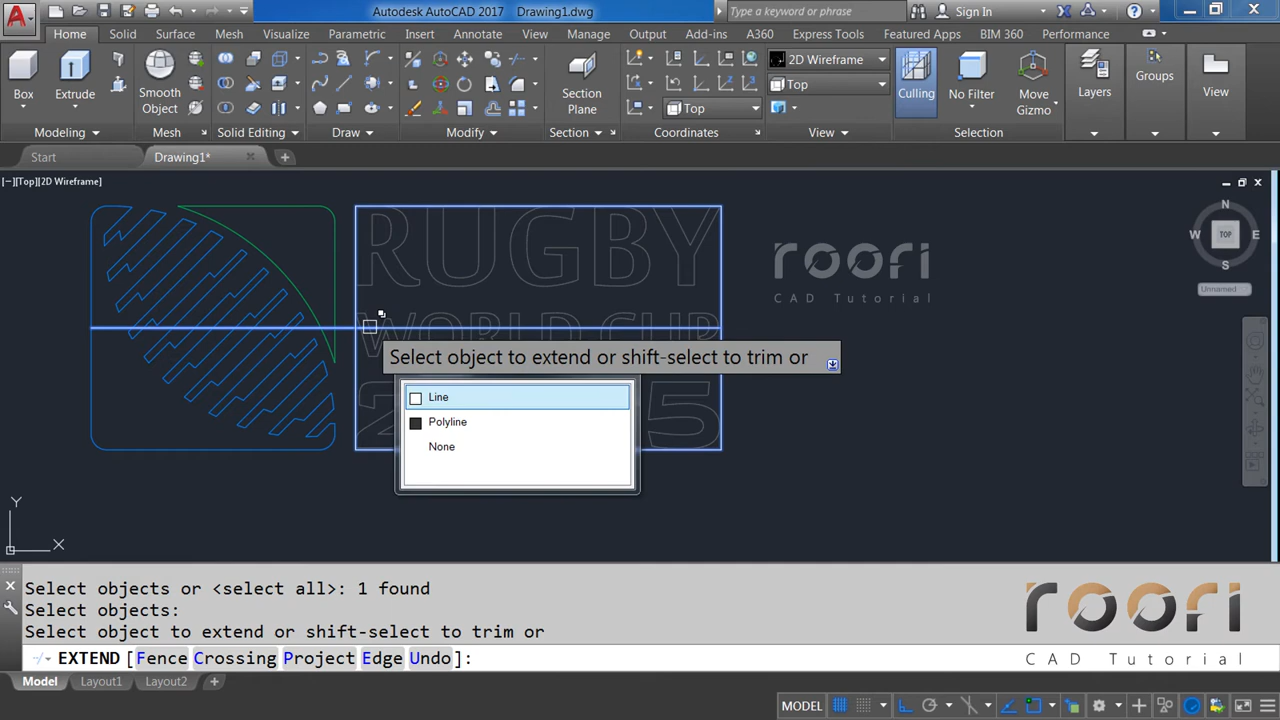 Autodesk AutoCAD 2017 Drawing1.dwg
Type a keyword or phrase
Sign In
Home Solid Surface Mesh Visualize Parametric Insert Annotate View Manage Output Add-ins A360 Express Tools Featured Apps BIM 360 Performance
Box
Extrude
Smooth
Object
Section
Plane
2D Wireframe
Top
Top
Culling
No Filter
Move
Gizmo
Layers
Groups
View
Modeling Mesh Solid Editing Draw Modify Section Coordinates View Selection
Start Drawing1*
[−][Top][2D Wireframe]
RUGBY
WORLD CUP
roori
CAD Tutorial
N
W TOP E
S
Unnamed
Select object to extend or shift-select to trim or
Line
Polyline
None
Y
X
Select objects or <select all>: 1 found
Select objects:
Select object to extend or shift-select to trim or
EXTEND [Fence Crossing Project Edge Undo]:
roori
CAD Tutorial
Model Layout1 Layout2 +
MODEL